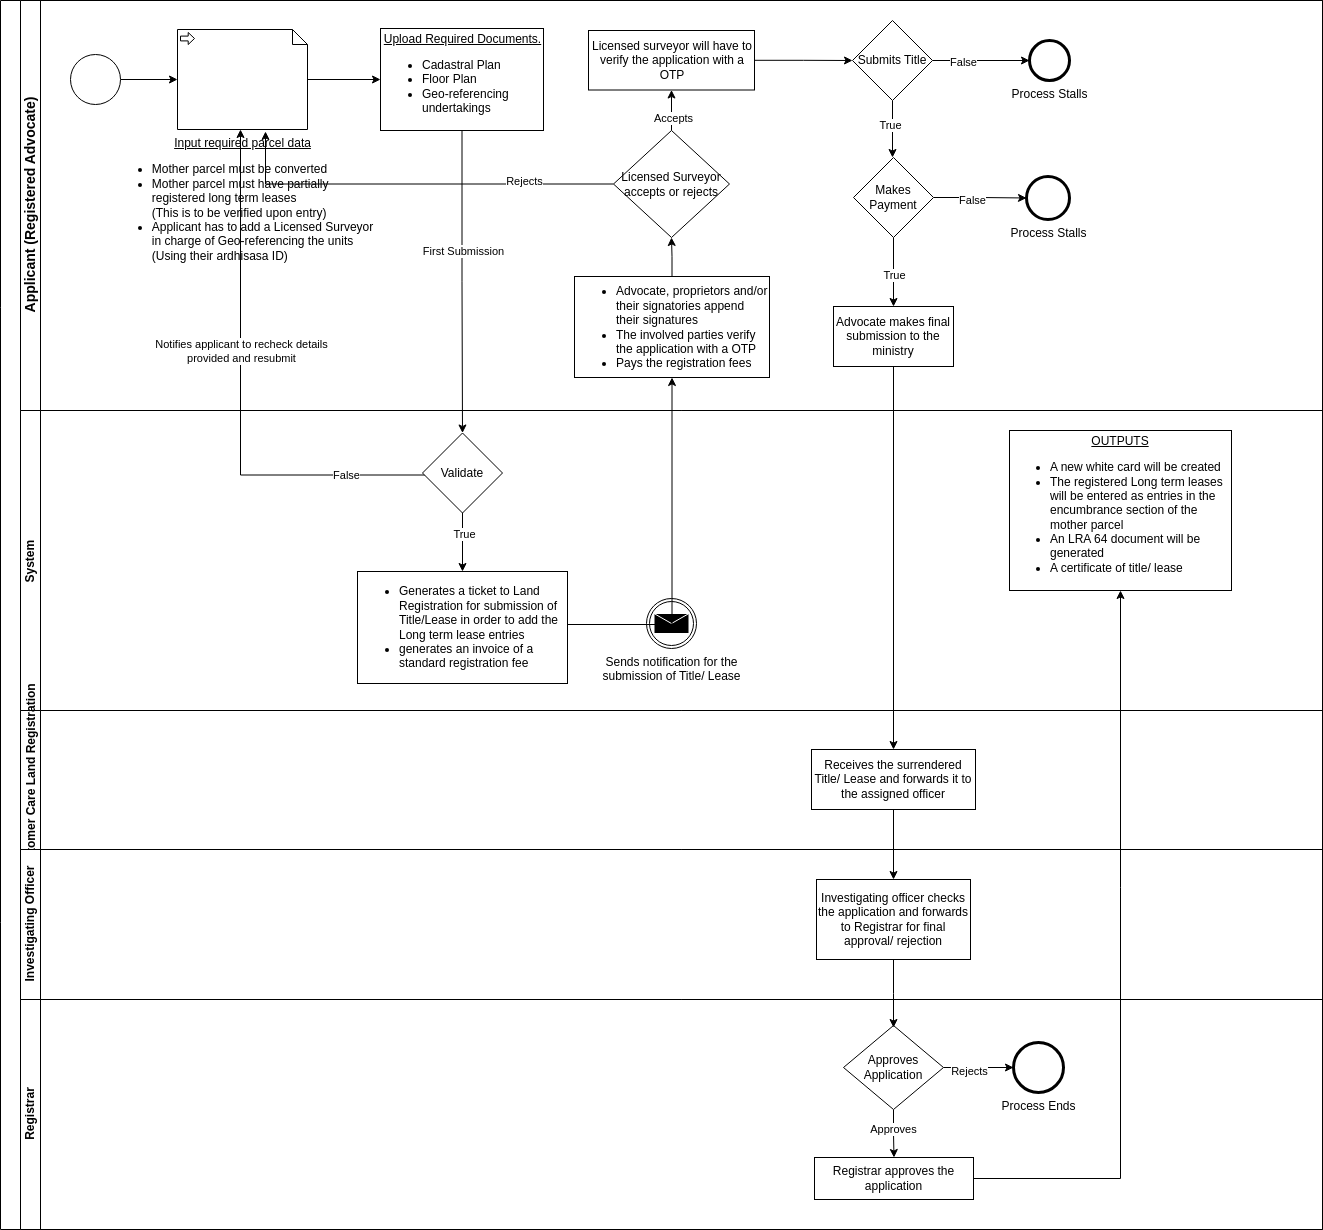 Applicant (Registered Advocate)
Input required parcel data
Mother parcel must be converted
Mother parcel must have partially
registered long term leases
(This is to be verified upon entry)
Applicant has to add a Licensed Surveyor
in charge of Geo-referencing the units
(Using their ardhisasa ID)
Notifies applicant to recheck details
provided and resubmit
Upload Required Documents.
Cadastral Plan
Floor Plan
Geo-referencing
undertakings
First Submission
Rejects
Licensed surveyor will have to
verify the application with a
OTP
Accepts
Licensed Surveyor
accepts or rejects
Advocate, proprietors and/or
their signatories append
their signatures
The involved parties verify
the application with a OTP
Pays the registration fees
Submits Title
False
Process Stalls
True
Makes
Payment
False
Process Stalls
True
Advocate makes final
submission to the
ministry
System
Validate
False
True
Generates a ticket to Land
Registration for submission of
Title/Lease in order to add the
Long term lease entries
generates an invoice of a
standard registration fee
Sends notification for the
submission of Title/ Lease
OUTPUTS
A new white card will be created
The registered Long term leases
will be entered as entries in the
encumbrance section of the
mother parcel
An LRA 64 document will be
generated
A certificate of title/ lease
omer Care Land Registration
Receives the surrendered
Title/ Lease and forwards it to
the assigned officer
Investigating Officer
Investigating officer checks
the application and forwards
to Registrar for final
approval/ rejection
Registrar
Approves
Application
Rejects
Process Ends
Approves
Registrar approves the
application